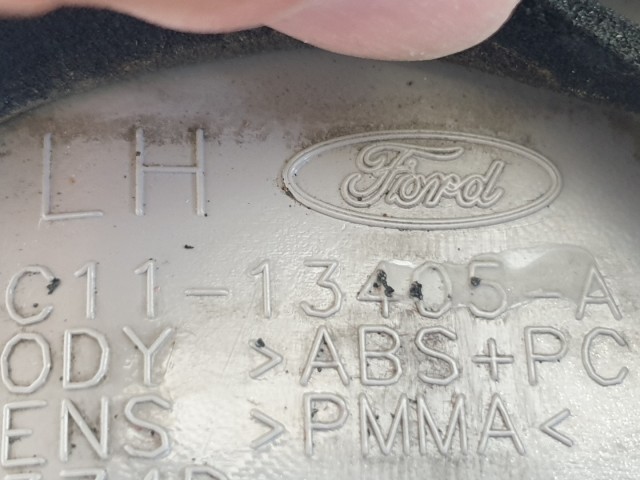 LH Ford
C11-13405-A
ODY >ABS+PC
ENS >PMMA<